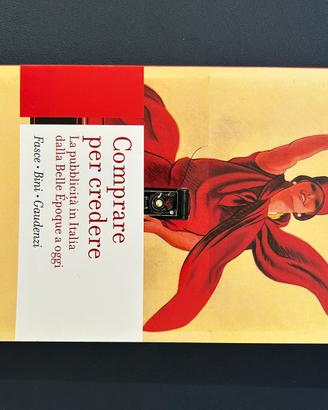 Comprare
per credere
La pubblicità in Italia
dalla Belle Époque a oggi
Fasce • Bini • Gaudenzi